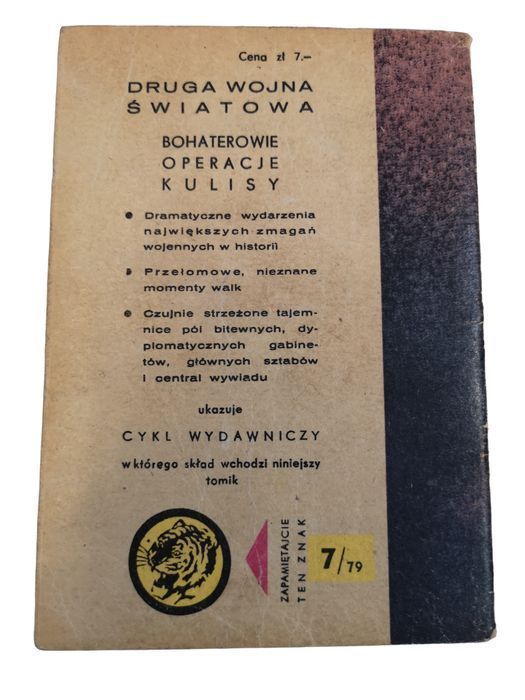 Cena zł 7.—
DRUGA WOJNA
ŚWIATOWA
BOHATEROWIE
OPERACJE
KULISY
● Dramatyczne wydarzenia
największych zmagań
wojennych w historii
● Przełomowe, nieznane
momenty walk
● Czujnie strzeżone tajem-
nice pól bitewnych, dy-
plomatycznych gabine-
tów, głównych sztabów
i central wywiadu
ukazuje
CYKL WYDAWNICZY
w którego skład wchodzi niniejszy
tomik
ZAPAMIĘTAJCIE
TEN ZNAK
7/79